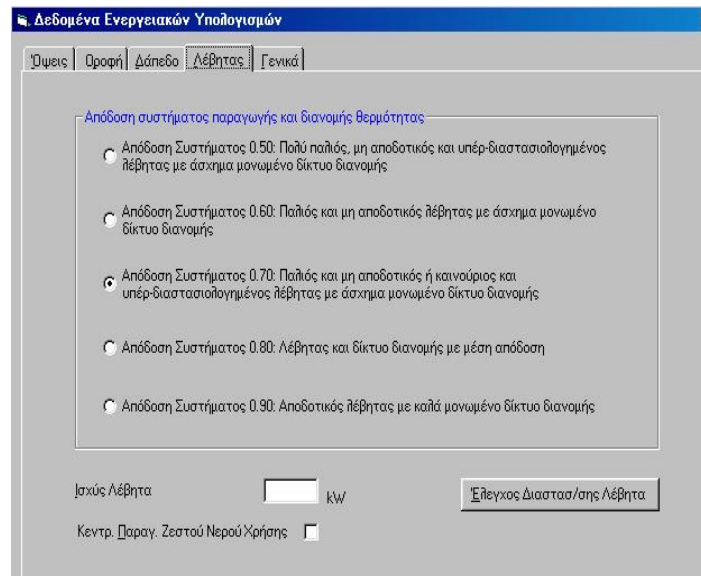 Δεδομένα Ενεργειακών Υπολογισμών
Όψεις Οροφή Δάπεδο Λέβητας Γενικά
Απόδοση συστήματος παραγωγής και διανομής θερμότητας
Απόδοση Συστήματος 0.50: Πολύ παλιός, μη αποδοτικός και υπέρ-διαστασιολογημένος
λέβητας με άσχημα μονωμένο δίκτυο διανομής
Απόδοση Συστήματος 0.60: Παλιός και μη αποδοτικός λέβητας με άσχημα μονωμένο
δίκτυο διανομής
Απόδοση Συστήματος 0.70: Παλιός και μη αποδοτικός ή καινούριος και
υπέρ-διαστασιολογημένος λέβητας με άσχημα μονωμένο δίκτυο διανομής
Απόδοση Συστήματος 0.80: Λέβητας και δίκτυο διανομής με μέση απόδοση
Απόδοση Συστήματος 0.90: Αποδοτικός λέβητας με καλά μονωμένο δίκτυο διανομής
Ισχύς Λέβητα kW Έλεγχος Διαστασ/σης Λέβητα
Κεντρ. Παραγ. Ζεστού Νερού Χρήσης